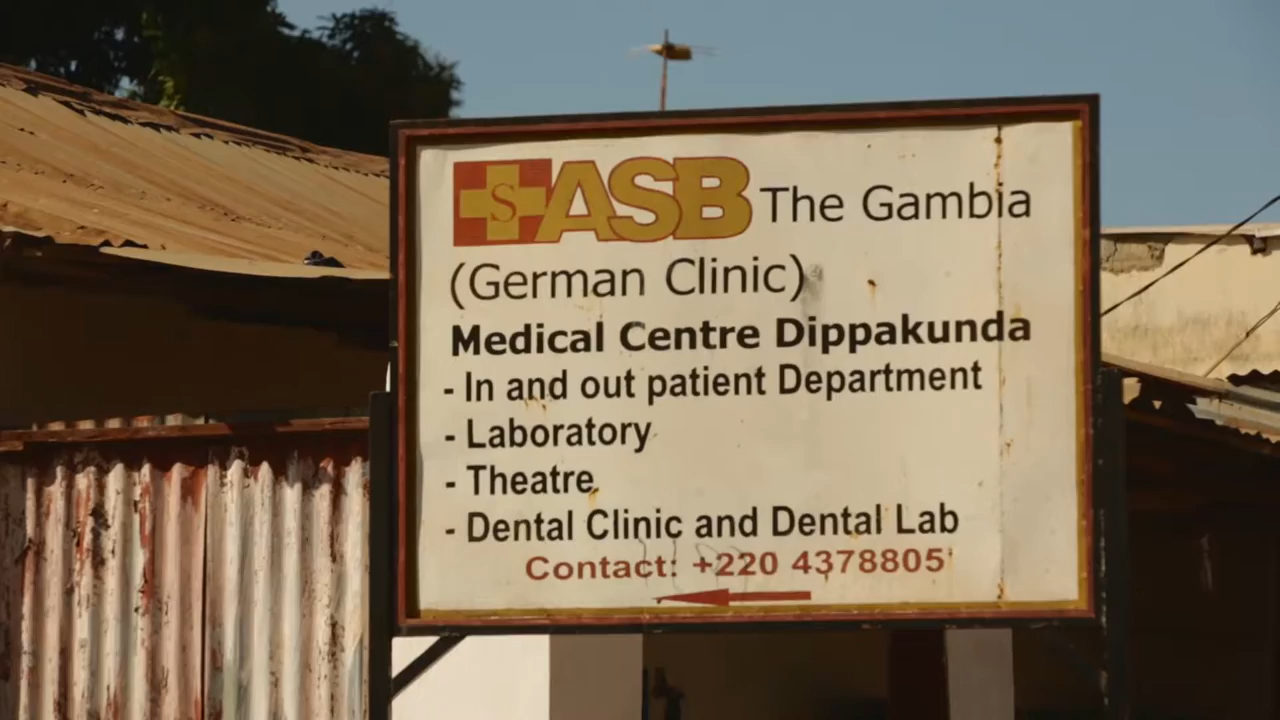 S ASB The Gambia
(German Clinic)
Medical Centre Dippakunda
- In and out patient Department
- Laboratory
- Theatre
- Dental Clinic and Dental Lab
Contact: +220 4378805